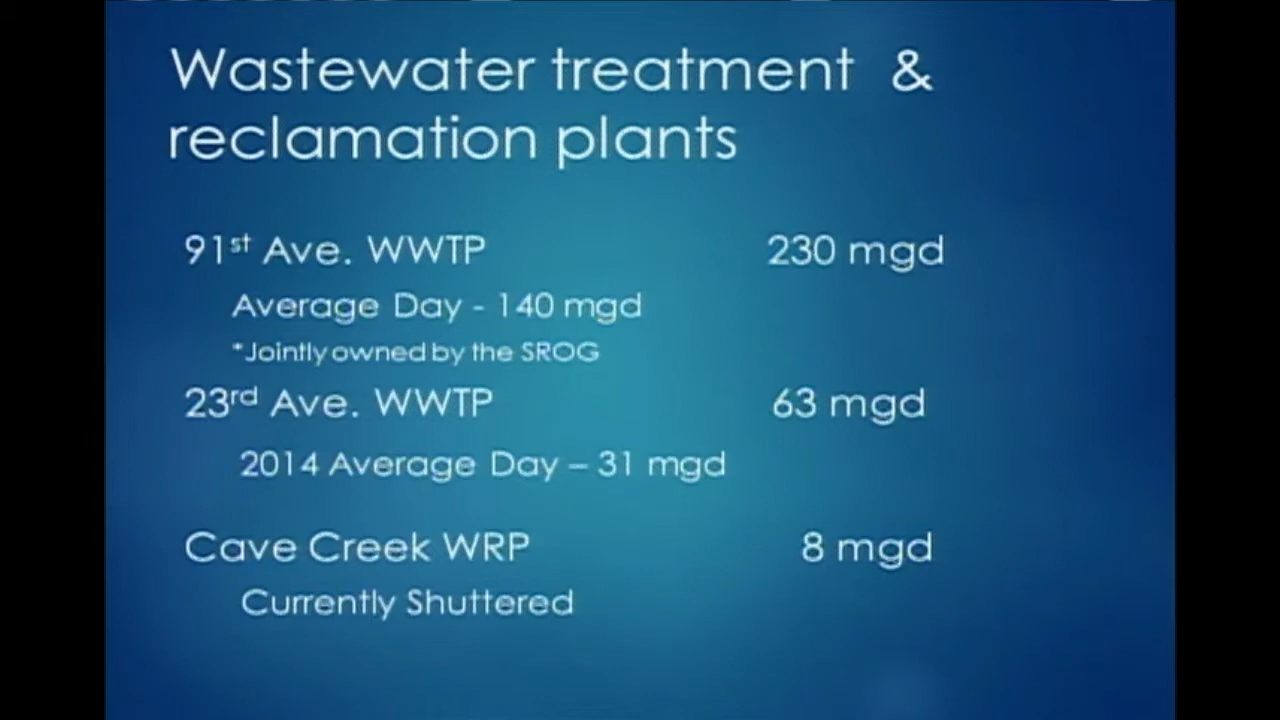 Wastewater treatment &
reclamation plants
91st Ave. WWTP 230 mgd
Average Day - 140 mgd
*Jointly owned by the SROG
23rd Ave. WWTP 63 mgd
2014 Average Day – 31 mgd
Cave Creek WRP 8 mgd
Currently Shuttered